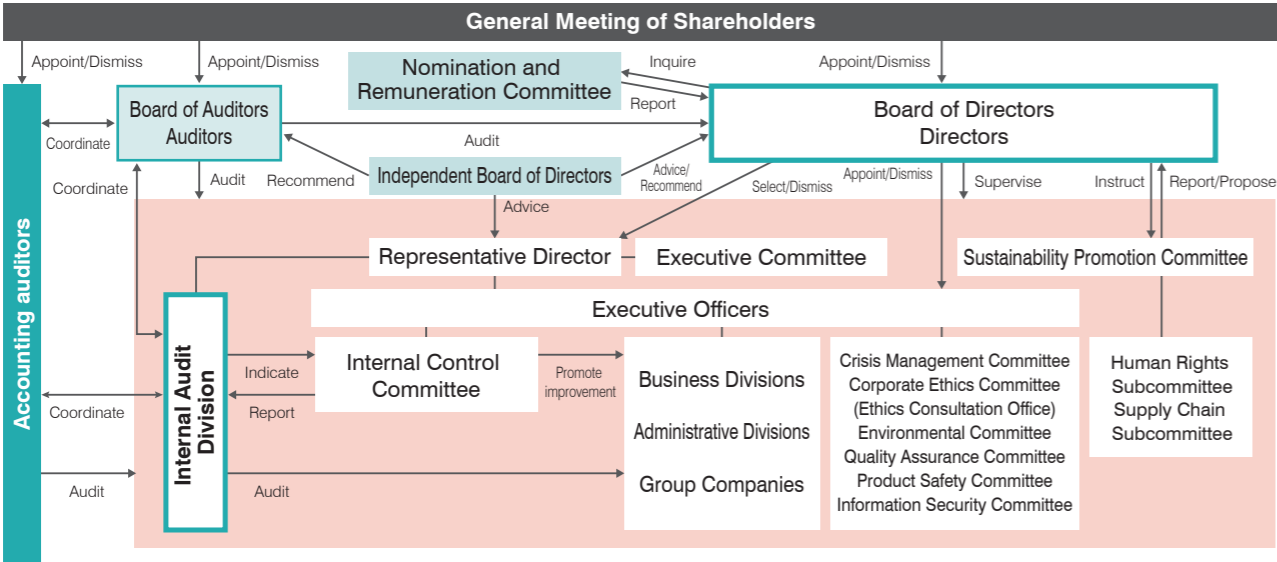 General Meeting of Shareholders
Appoint/Dismiss
Appoint/Dismiss
Nomination and
Remuneration Committee
Inquire
Report
Appoint/Dismiss
Accounting auditors
Coordinate
Board of Auditors
Auditors
Audit
Board of Directors
Directors
Coordinate
Audit
Recommend
Independent Board of Directors
Advice/
Recommend
Advice
Select/Dismiss
Appoint/Dismiss
Supervise
Instruct
Report/Propose
Representative Director
Executive Committee
Sustainability Promotion Committee
Executive Officers
Internal Audit
Division
Indicate
Report
Internal Control
Committee
Promote
improvement
Business Divisions
Administrative Divisions
Group Companies
Crisis Management Committee
Corporate Ethics Committee
(Ethics Consultation Office)
Environmental Committee
Quality Assurance Committee
Product Safety Committee
Information Security Committee
Human Rights
Subcommittee
Supply Chain
Subcommittee
Coordinate
Audit
Audit